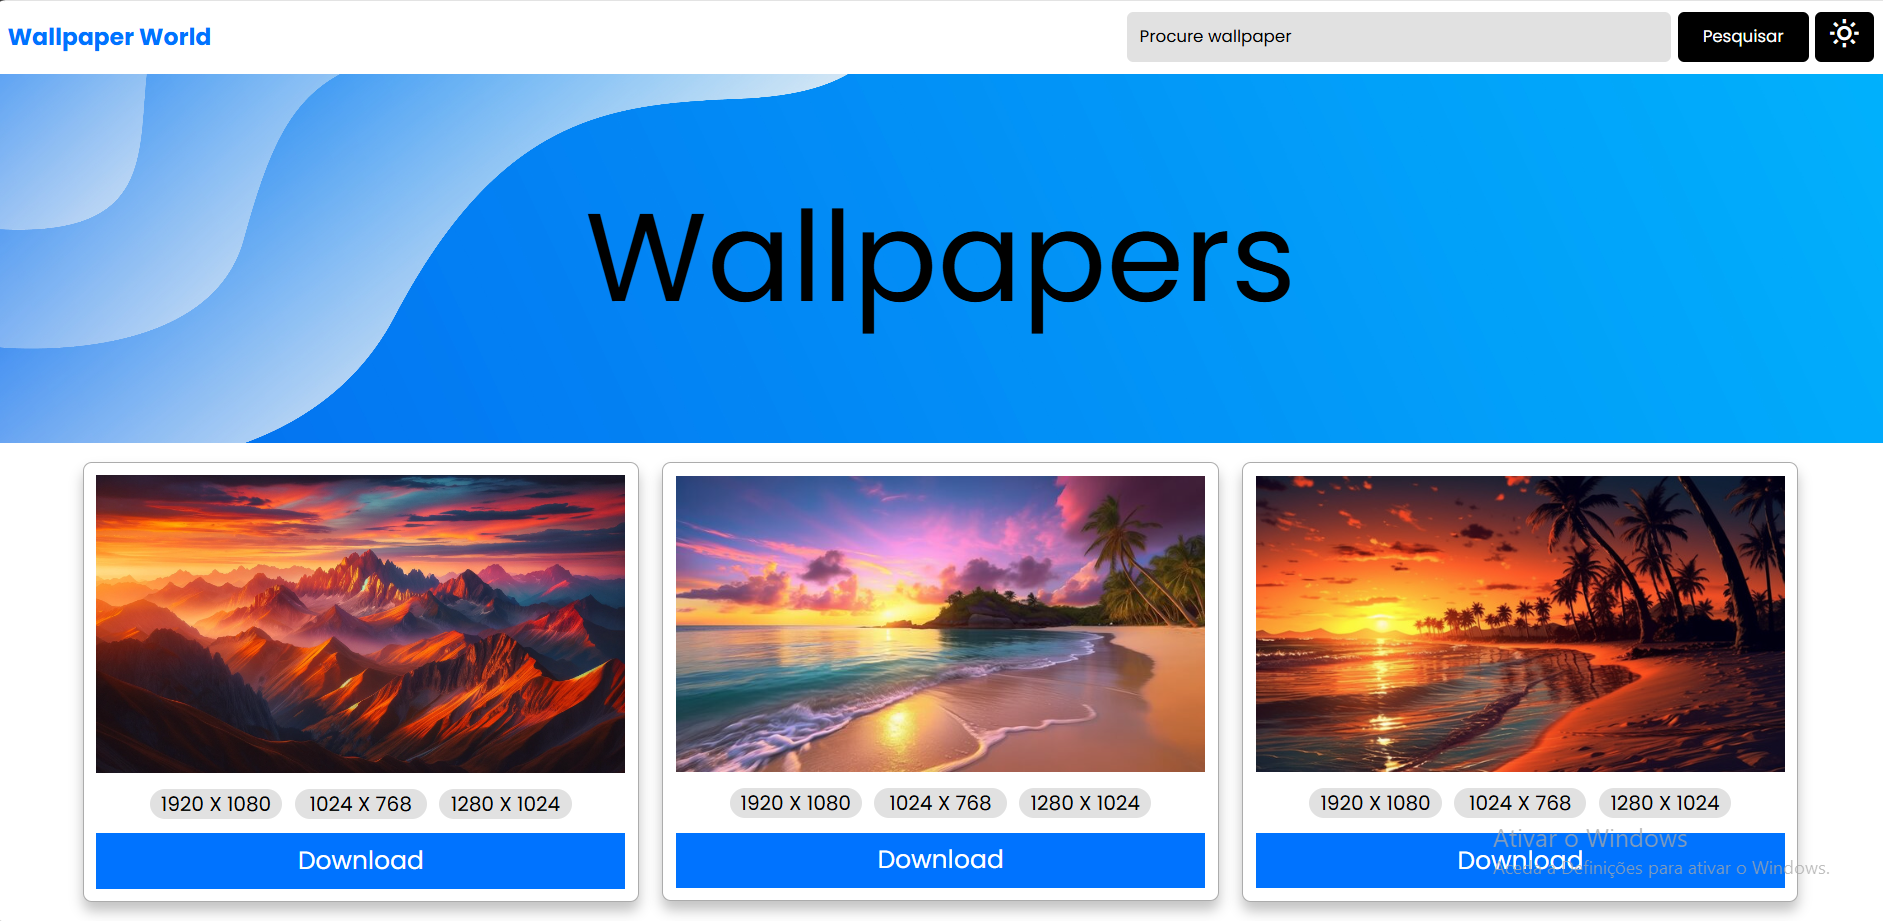 Wallpaper World
Procure wallpaper
Pesquisar
Wallpapers
1920 X 1080
1024 X 768
1280 X 1024
Download
1920 X 1080
1024 X 768
1280 X 1024
Download
1920 X 1080
1024 X 768
1280 X 1024
Download
Ativar o Windows
Aceda a Definições para ativar o Windows.